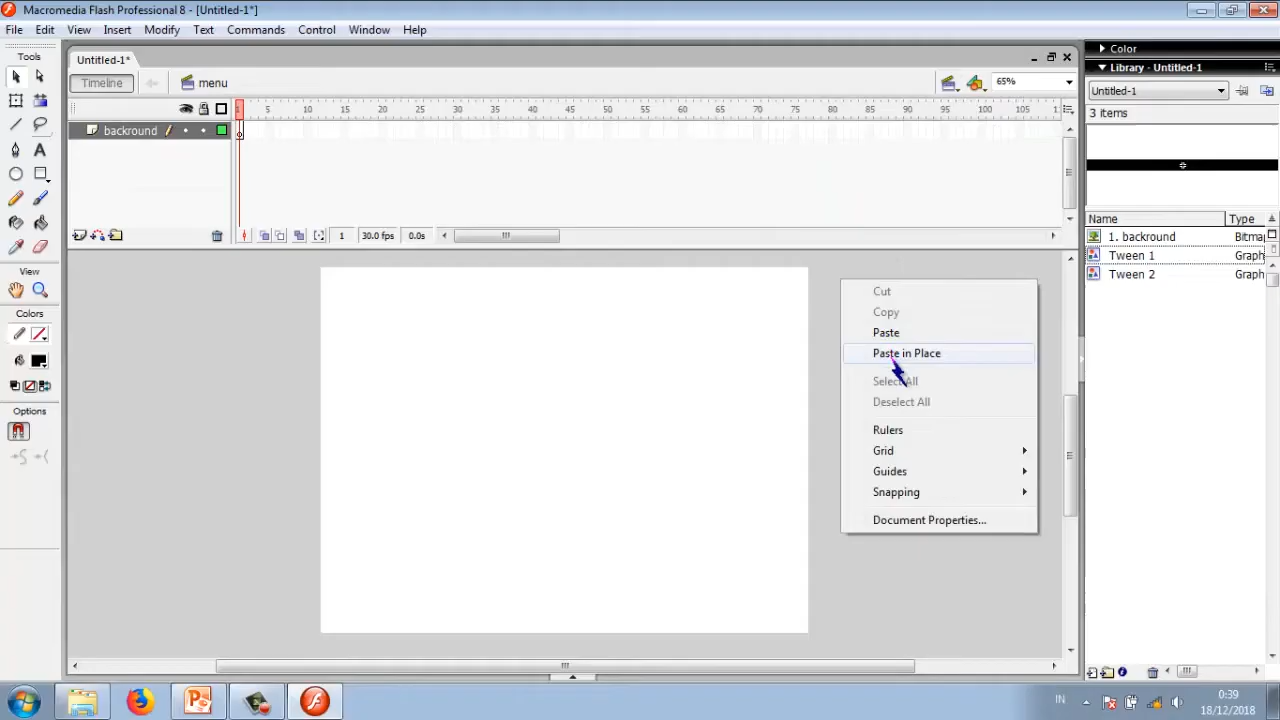 Macromedia Flash Professional 8 - [Untitled-1*]
File Edit View Insert Modify Text Commands Control Window Help
Tools
Untitled-1*
Timeline
menu
65%
5 10 15 20 25 30 35 40 45 50 55 60 65 70 75 80 85 90 95 100 105
backround
1 30.0 fps 0.0s
View
Colors
Options
Cut
Copy
Paste
Paste in Place
Select All
Deselect All
Rulers
Grid
Guides
Snapping
Document Properties...
Color
Library - Untitled-1
Untitled-1
3 items
Name Type
1. backround Bitma
Tween 1 Graph
Tween 2 Graph
IN
0:39
18/12/2018